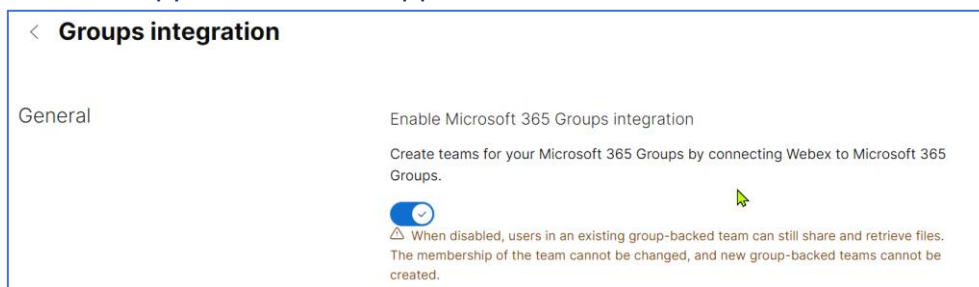 Groups integration
General
Enable Microsoft 365 Groups integration
Create teams for your Microsoft 365 Groups by connecting Webex to Microsoft 365
Groups.
When disabled, users in an existing group-backed team can still share and retrieve files.
The membership of the team cannot be changed, and new group-backed teams cannot be
created.